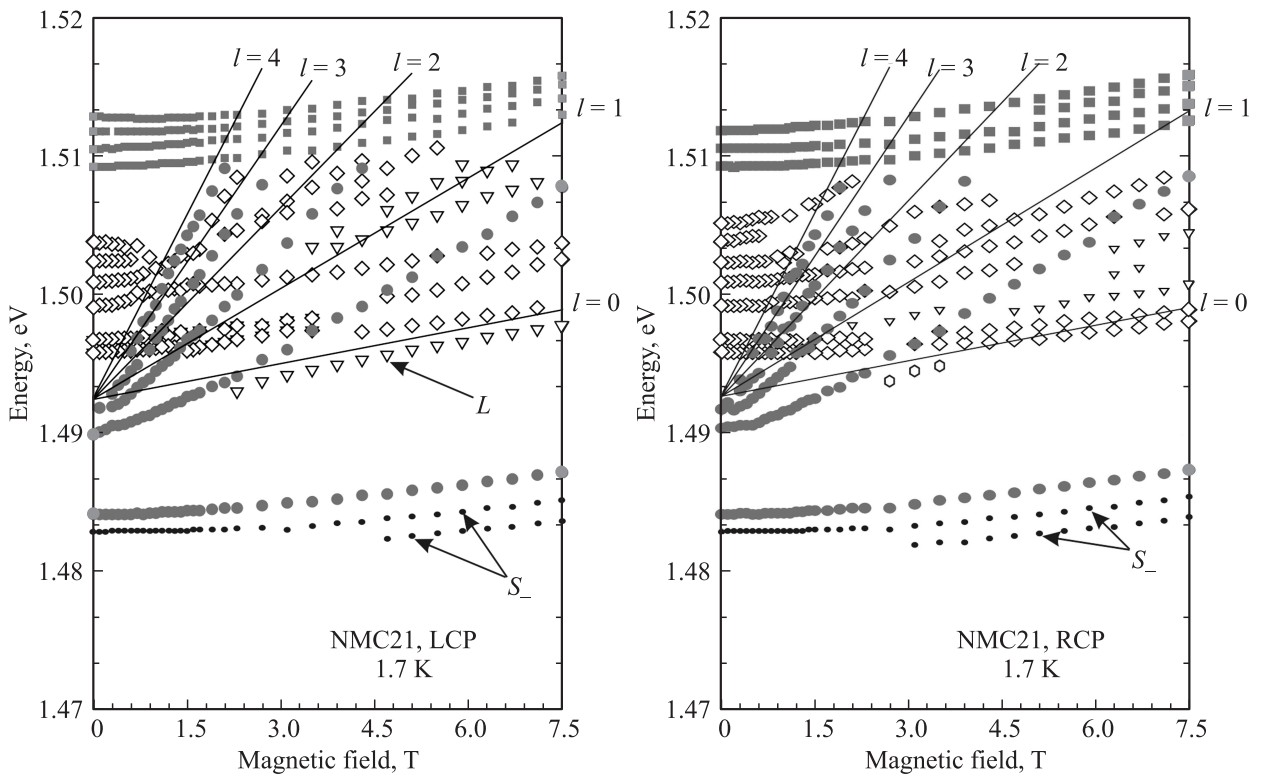 1.52
1.51
1.50
1.49
1.48
1.47
Energy, eV
l = 4
l = 3
l = 2
l = 1
l = 0
L
S_
NMC21, LCP
1.7 K
0
1.5
3.0
4.5
6.0
7.5
Magnetic field, T
1.52
1.51
1.50
1.49
1.48
1.47
Energy, eV
l = 4
l = 3
l = 2
l = 1
l = 0
S_
NMC21, RCP
1.7 K
0
1.5
3.0
4.5
6.0
7.5
Magnetic field, T